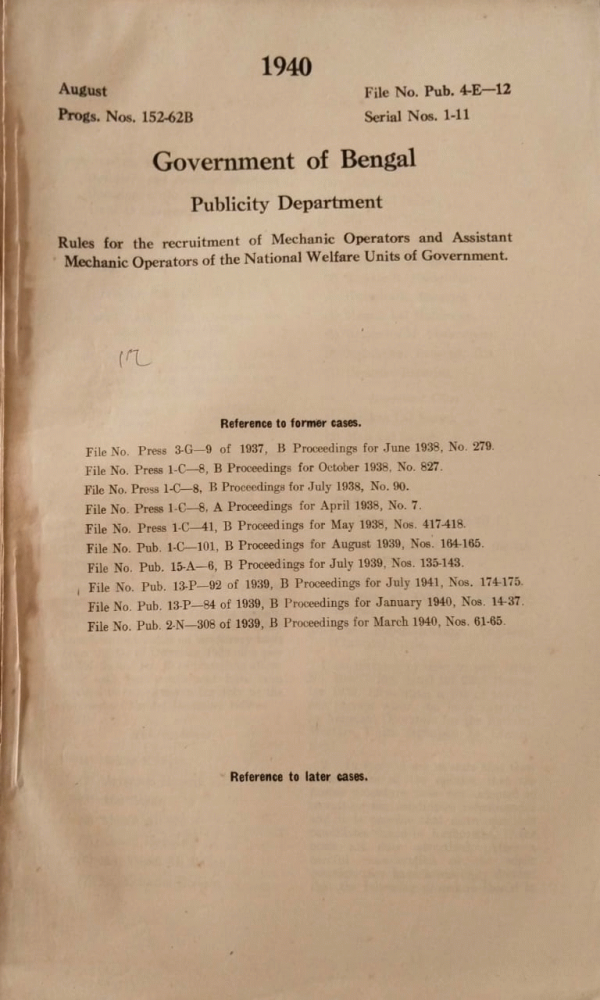 1940
August File No. Pub. 4-E—12
Progs. Nos. 152-62B Serial Nos. 1-11
Government of Bengal
Publicity Department
Rules for the recruitment of Mechanic Operators and Assistant
Mechanic Operators of the National Welfare Units of Government.
Reference to former cases.
File No. Press 3-G—9 of 1937, B Proceedings for June 1938, No. 279.
File No. Press 1-C—8, B Proceedings for October 1938, No. 827.
File No. Press 1-C—8, B Proceedings for July 1938, No. 90.
File No. Press 1-C—8, A Proceedings for April 1938, No. 7.
File No. Press 1-C—41, B Proceedings for May 1938, Nos. 417-418.
File No. Pub. 1-C—101, B Proceedings for August 1939, Nos. 164-165.
File No. Pub. 15-A—6, B Proceedings for July 1939, Nos. 135-143.
File No. Pub. 13-P—92 of 1939, B Proceedings for July 1941, Nos. 174-175.
File No. Pub. 13-P—84 of 1939, B Proceedings for January 1940, Nos. 14-37.
File No. Pub. 2-N—308 of 1939, B Proceedings for March 1940, Nos. 61-65.
Reference to later cases.